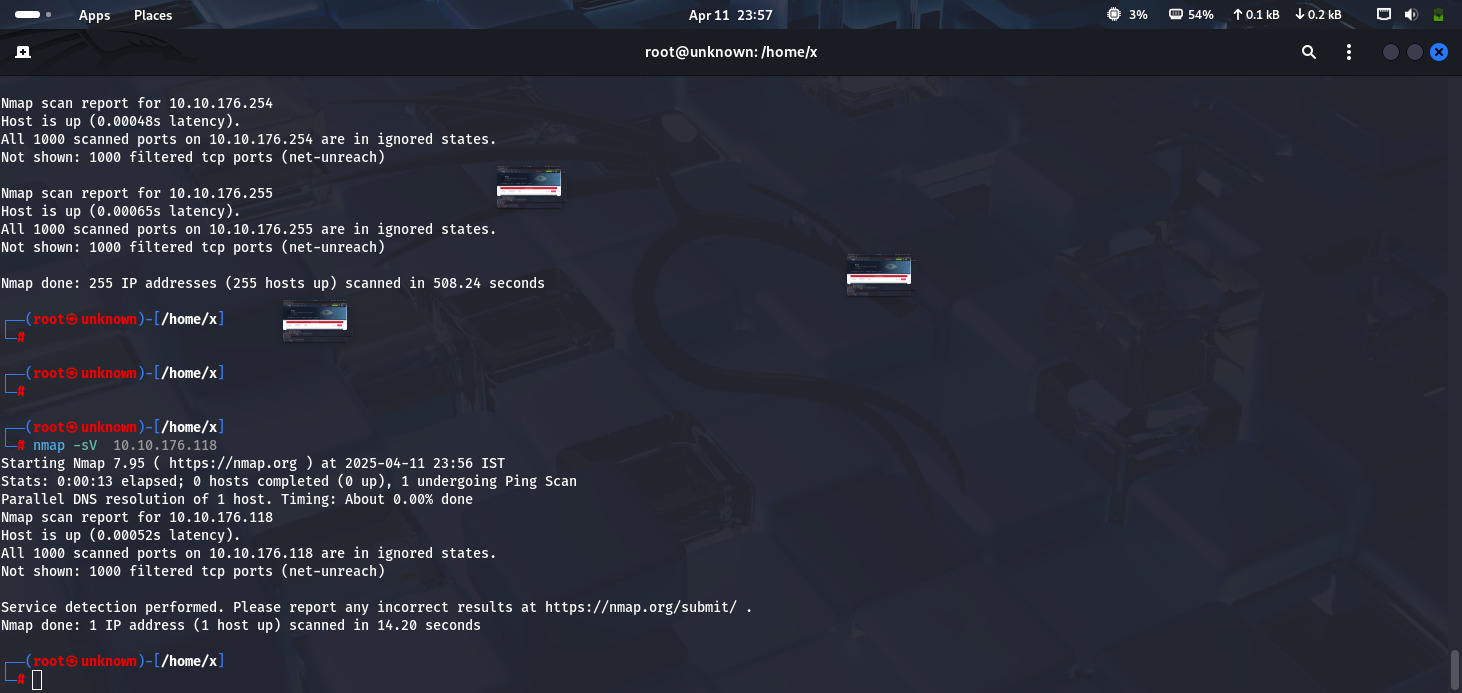 Apps Places Apr 11 23:57 3% 54% 0.1 kB 0.2 kB
root@unknown: /home/x
Nmap scan report for 10.10.176.254
Host is up (0.00048s latency).
All 1000 scanned ports on 10.10.176.254 are in ignored states.
Not shown: 1000 filtered tcp ports (net-unreach)
Nmap scan report for 10.10.176.255
Host is up (0.00065s latency).
All 1000 scanned ports on 10.10.176.255 are in ignored states.
Not shown: 1000 filtered tcp ports (net-unreach)
Nmap done: 255 IP addresses (255 hosts up) scanned in 508.24 seconds
┌──(root㉿unknown)-[/home/x]
└─#
┌──(root㉿unknown)-[/home/x]
└─#
┌──(root㉿unknown)-[/home/x]
└─# nmap -sV  10.10.176.118
Starting Nmap 7.95 ( https://nmap.org ) at 2025-04-11 23:56 IST
Stats: 0:00:13 elapsed; 0 hosts completed (0 up), 1 undergoing Ping Scan
Parallel DNS resolution of 1 host. Timing: About 0.00% done
Nmap scan report for 10.10.176.118
Host is up (0.00052s latency).
All 1000 scanned ports on 10.10.176.118 are in ignored states.
Not shown: 1000 filtered tcp ports (net-unreach)
Service detection performed. Please report any incorrect results at https://nmap.org/submit/ .
Nmap done: 1 IP address (1 host up) scanned in 14.20 seconds
┌──(root㉿unknown)-[/home/x]
└─#